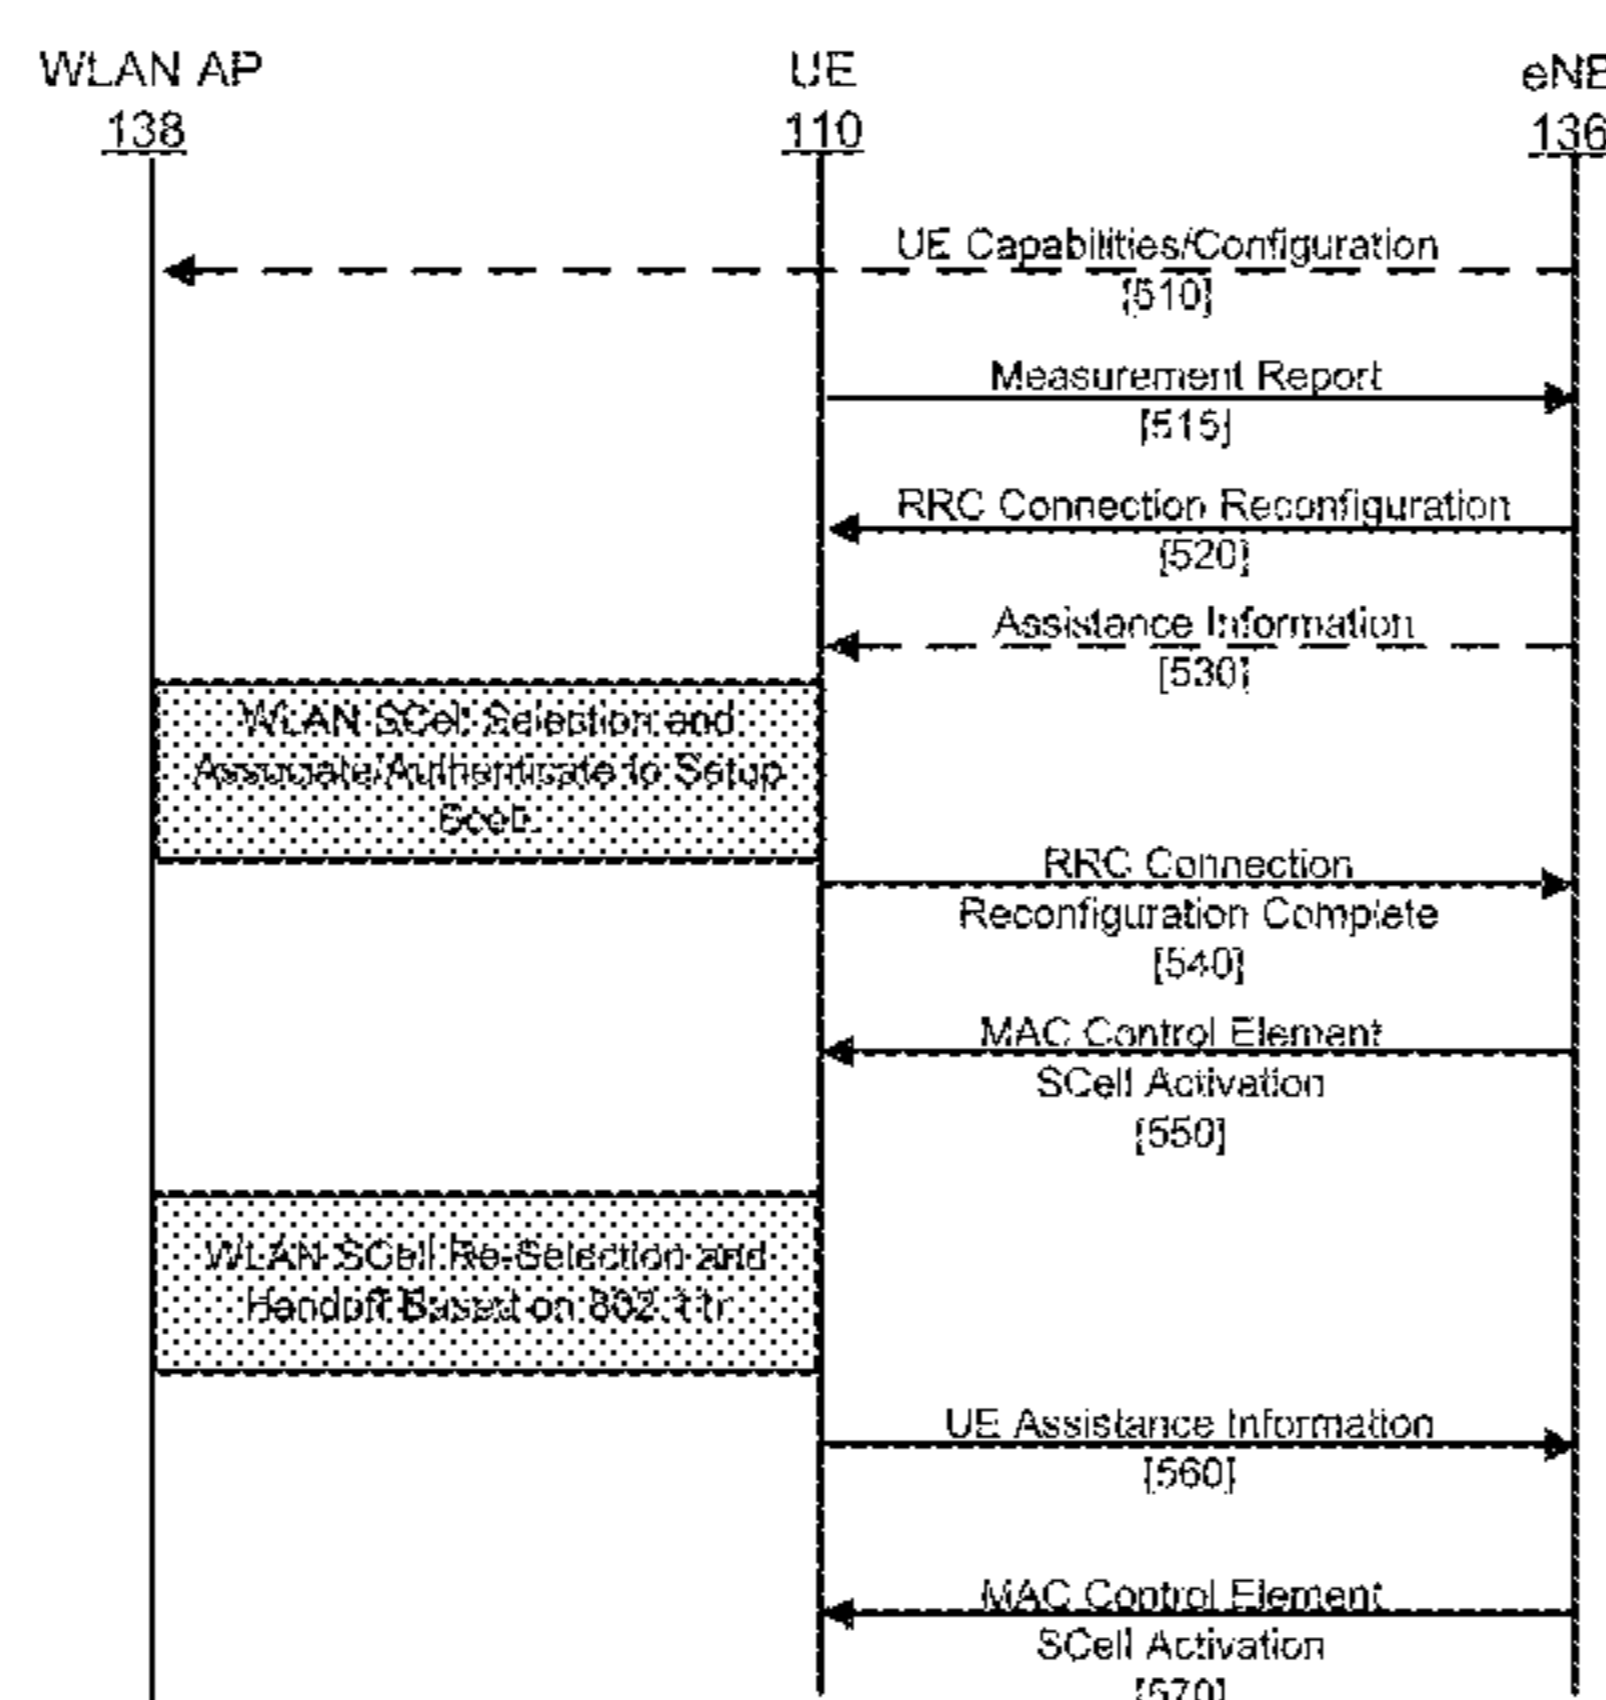 WLAN AP
UE
eNB
138
110
136
UE Capabilities/Configuration
[510]
Measurement Report
[515]
RRC Connection Reconfiguration
[520]
Assistance Information
[530]
WLAN SCell Selection and
Associate/Authenticate to Setup
RRC Connection
Reconfiguration Complete
[540]
MAC Control Element
SCell Activation
[550]
WLAN SCell Re-Selection and
Handoff Based on 802.11r
UE Assistance Information
[560]
MAC Control Element
SCell Activation
[570]